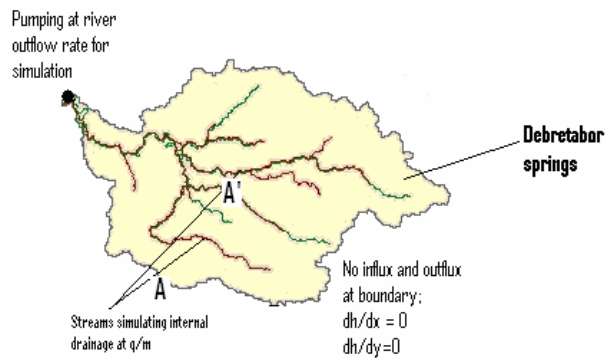 Pumping at river
outflow rate for
simulation
Debretabor
springs
A'
A
No influx and outflux
at boundary;
dh/dx = 0
dh/dy=0
Streams simulating internal
drainage at q/m